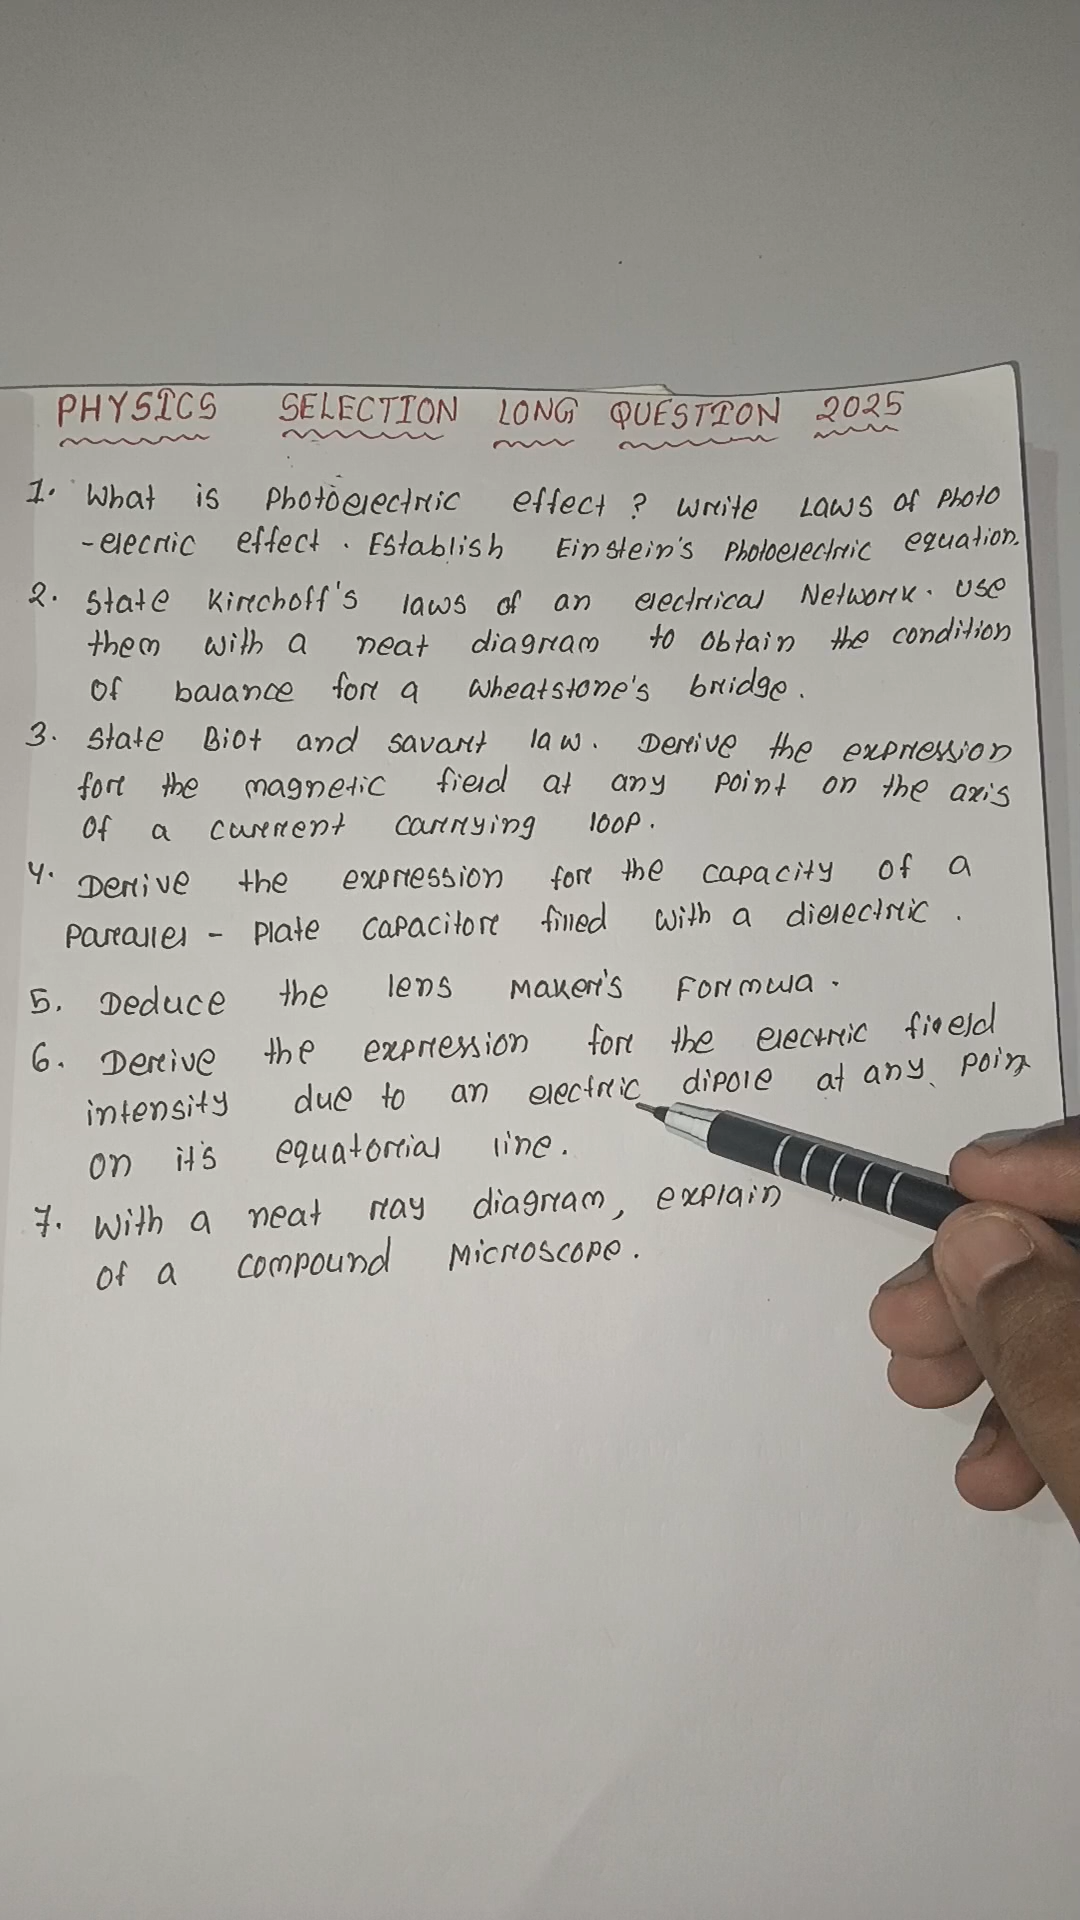 PHYSICS SELECTION LONG QUESTION 2025
1. What is Photoelectric effect ? Write Laws of Photo
-elecric effect. Establish Einstein's Photoelectric equation.
2. State Kirchoff's laws of an electrical Network. Use
them with a neat diagram to obtain the condition
of balance for a Wheatstone's bridge.
3. State Biot and savart law. Derive the expression
for the magnetic field at any point on the axis
of a current carrying loop.
4. Derive the expression for the capacity of a
Parallel - Plate capacitor filled with a dielectric.
5. Deduce the lens Maker's Formula.
6. Derive the expression for the electric fireld
intensity due to an electric dipole at any point
on it's equatorial line.
7. With a neat ray diagram, explain
of a compound Microscope.